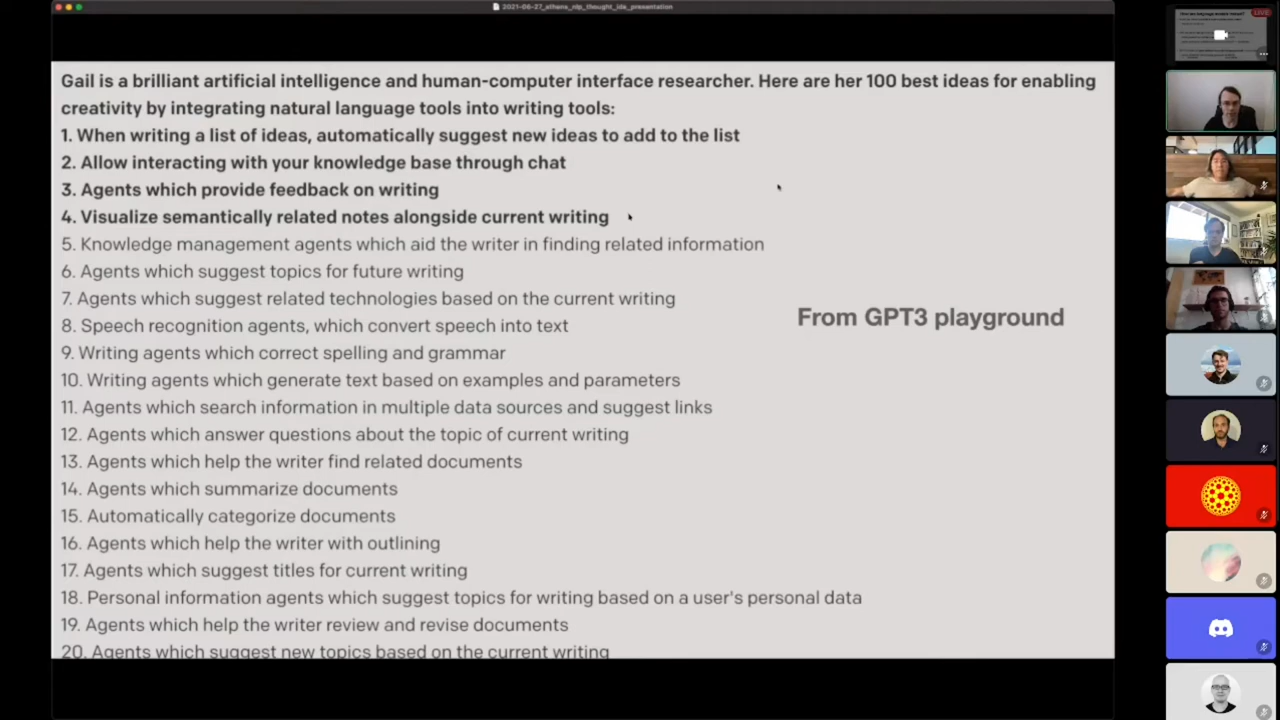 2021-06-27_athens_nlp_thought_ide_presentation
LIVE
Gail is a brilliant artificial intelligence and human-computer interface researcher. Here are her 100 best ideas for enabling
creativity by integrating natural language tools into writing tools:
1. When writing a list of ideas, automatically suggest new ideas to add to the list
2. Allow interacting with your knowledge base through chat
3. Agents which provide feedback on writing
4. Visualize semantically related notes alongside current writing
5. Knowledge management agents which aid the writer in finding related information
6. Agents which suggest topics for future writing
7. Agents which suggest related technologies based on the current writing
From GPT3 playground
8. Speech recognition agents, which convert speech into text
9. Writing agents which correct spelling and grammar
10. Writing agents which generate text based on examples and parameters
11. Agents which search information in multiple data sources and suggest links
12. Agents which answer questions about the topic of current writing
13. Agents which help the writer find related documents
14. Agents which summarize documents
15. Automatically categorize documents
16. Agents which help the writer with outlining
17. Agents which suggest titles for current writing
18. Personal information agents which suggest topics for writing based on a user's personal data
19. Agents which help the writer review and revise documents
20. Agents which suggest new topics based on the current writing